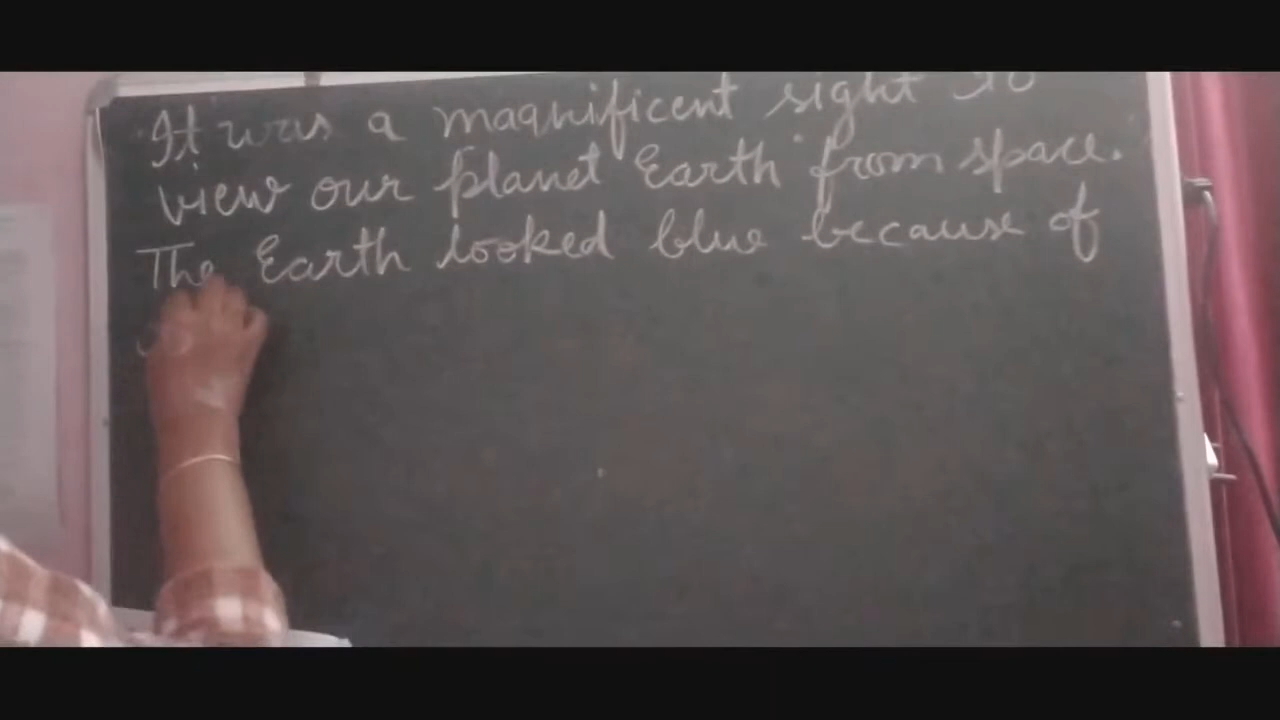 It was a magnificent sight to
view our planet Earth from space.
The Earth looked blue because of